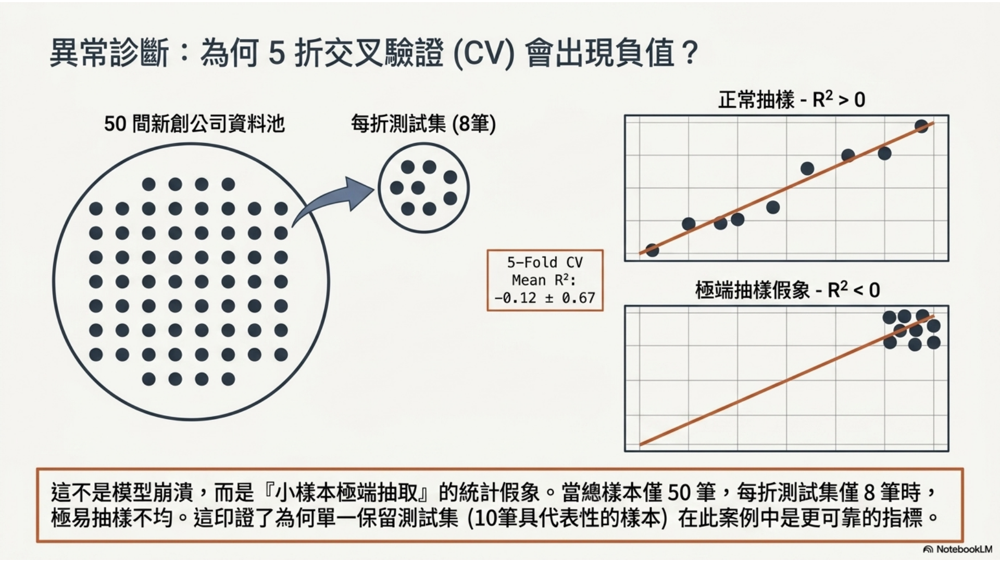 異常診斷：為何 5 折交叉驗證 (CV) 會出現負值？
50 間新創公司資料池
每折測試集 (8筆)
5-Fold CV
Mean R²:
-0.12 ± 0.67
正常抽樣 - R² > 0
極端抽樣假象 - R² < 0
這不是模型崩潰，而是『小樣本極端抽取』的統計假象。當總樣本僅 50 筆，每折測試集僅 8 筆時，
極易抽樣不均。這印證了為何單一保留測試集 (10筆具代表性的樣本) 在此案例中是更可靠的指標。
NotebookLM